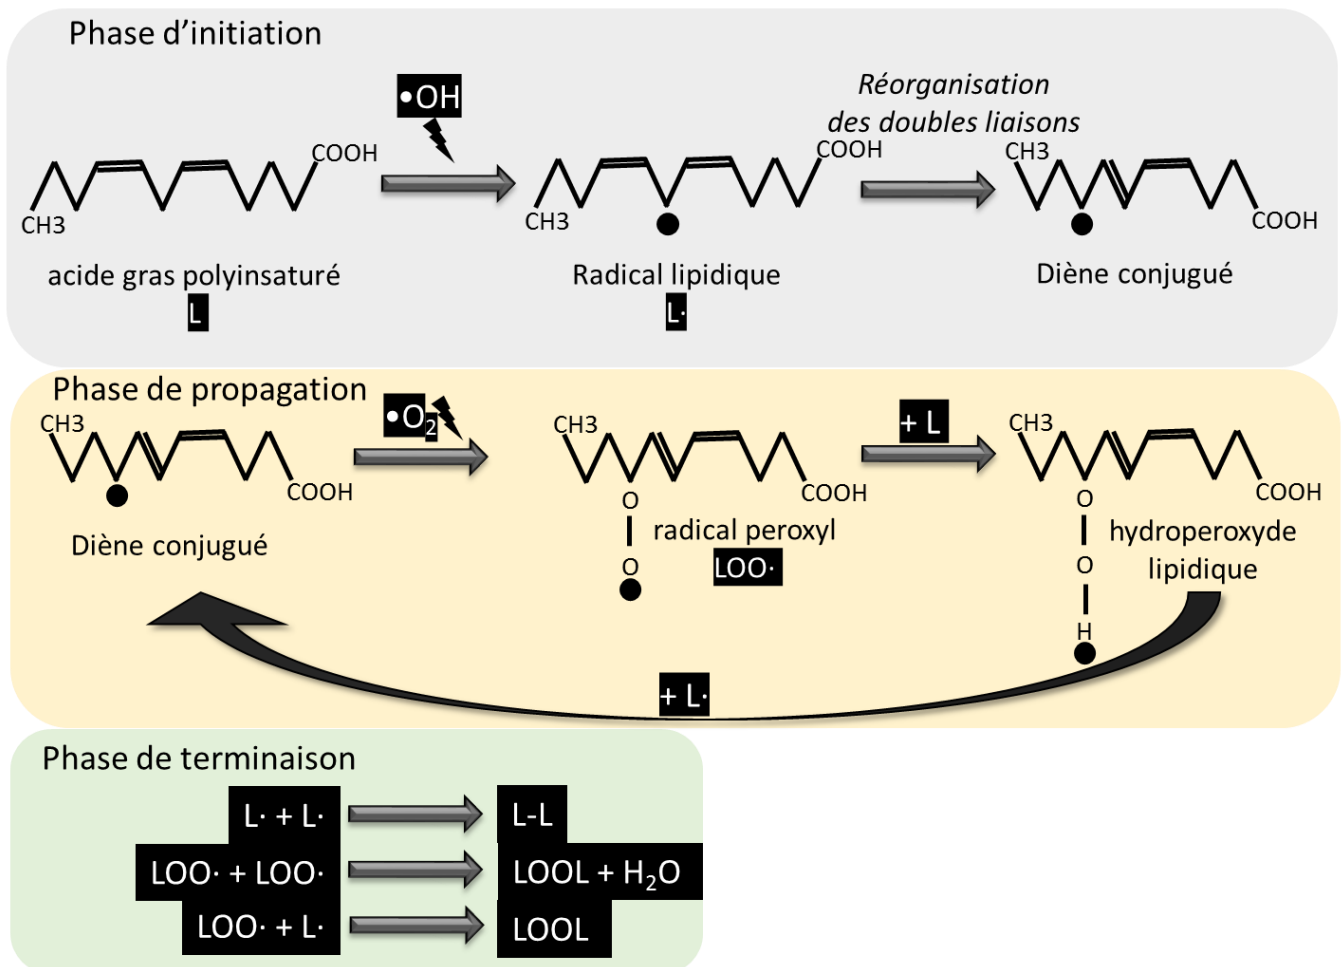 Phase d’initiation
•OH
Réorganisation
des doubles liaisons
COOH
CH3
COOH
CH3
CH3
COOH
acide gras polyinsaturé
L
Radical lipidique
L·
Diène conjugué
Phase de propagation
CH3
•O₂
COOH
CH3
COOH
+ L
CH3
COOH
Diène conjugué
O
O
radical peroxyl
LOO·
O
O
H
hydroperoxyde
lipidique
+ L·
Phase de terminaison
L· + L·
L-L
LOO· + LOO·
LOOL + H₂O
LOO· + L·
LOOL